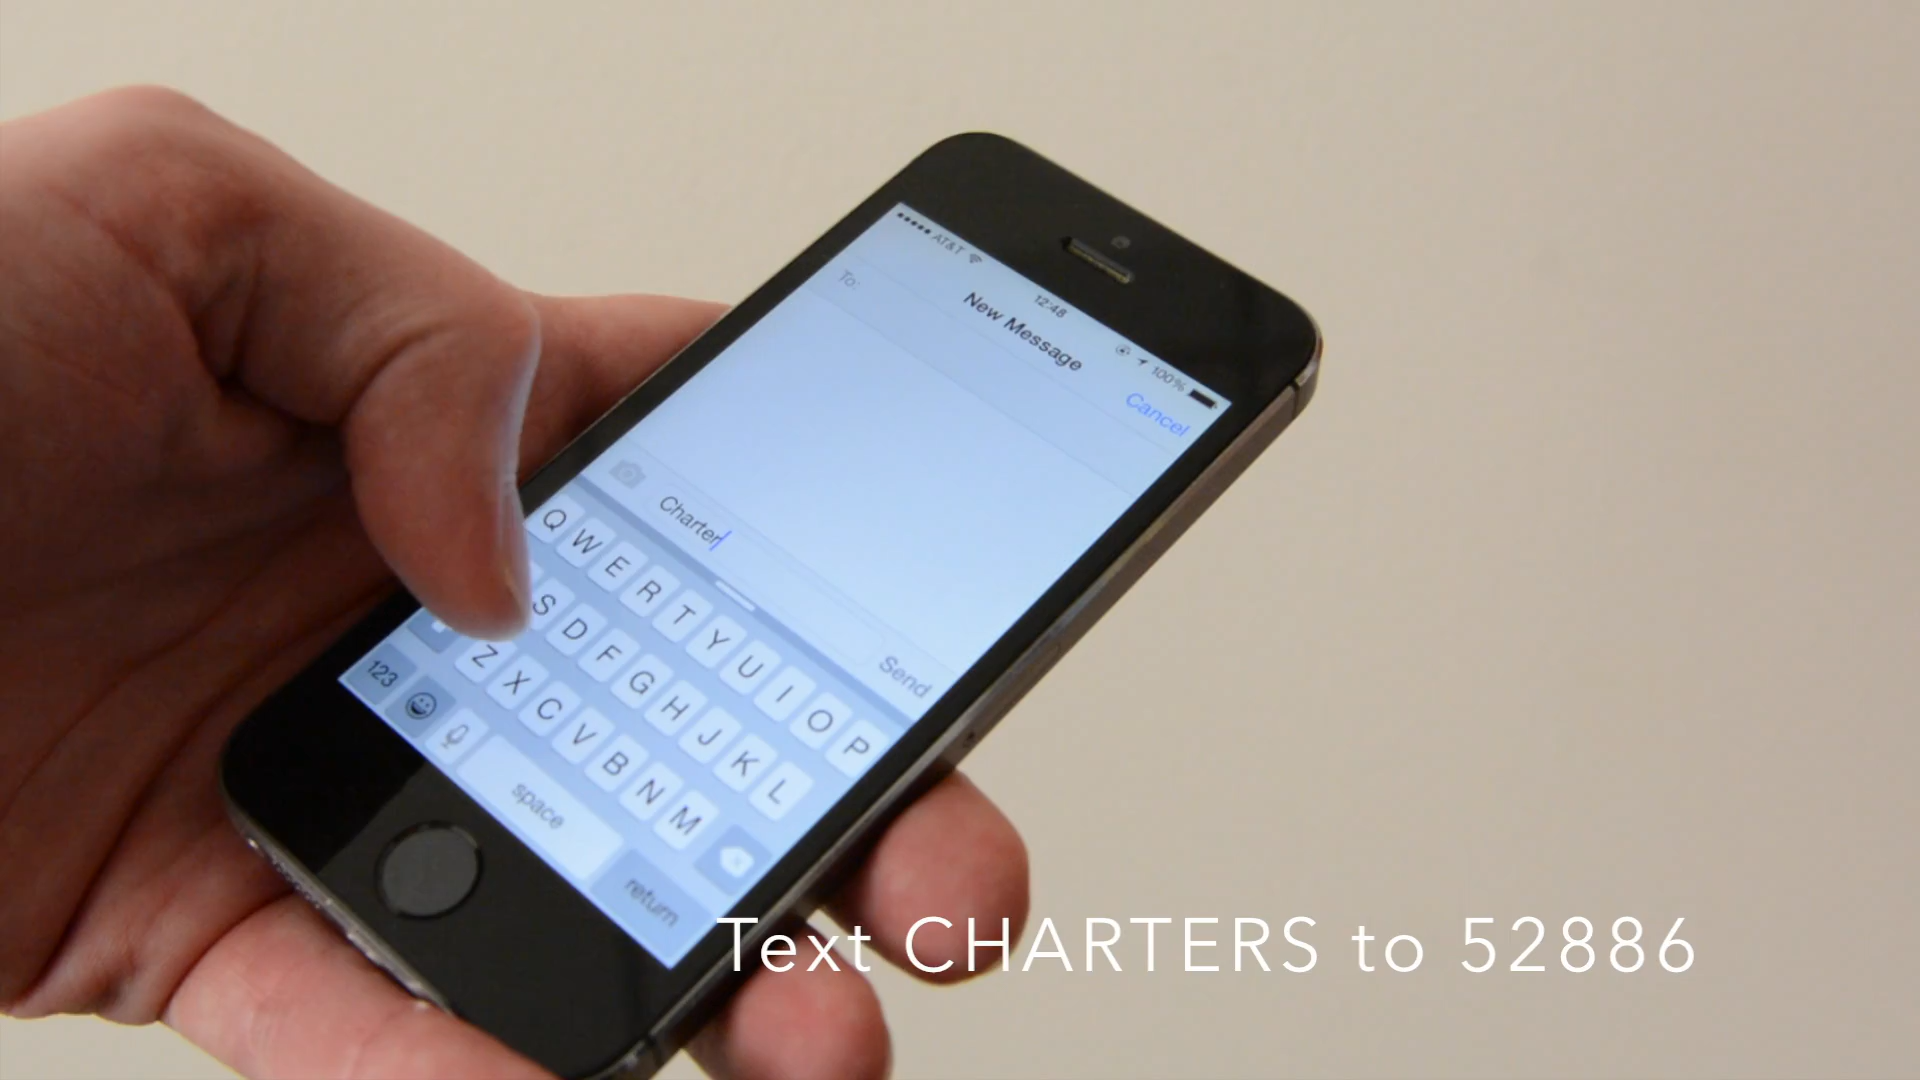 AT&T 12:48 100%
New Message
Cancel
To:
Charter
Send
Q W E R T Y U I O P
S D F G H J K L
Z X C V B N M
123 space return
Text CHARTERS to 52886